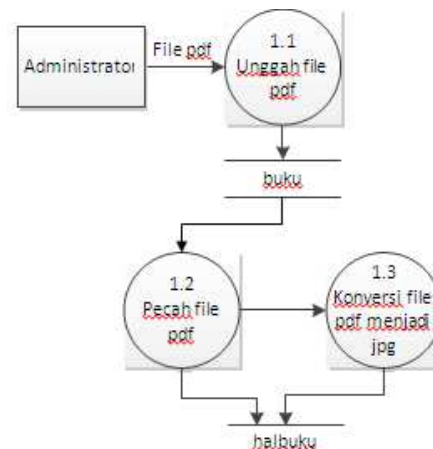 File pdf
Administrator
1.1
Unggah file
pdf
buku
1.2
Pecah file
pdf
1.3
Konversi file
pdf menjadi
jpg
halbuku